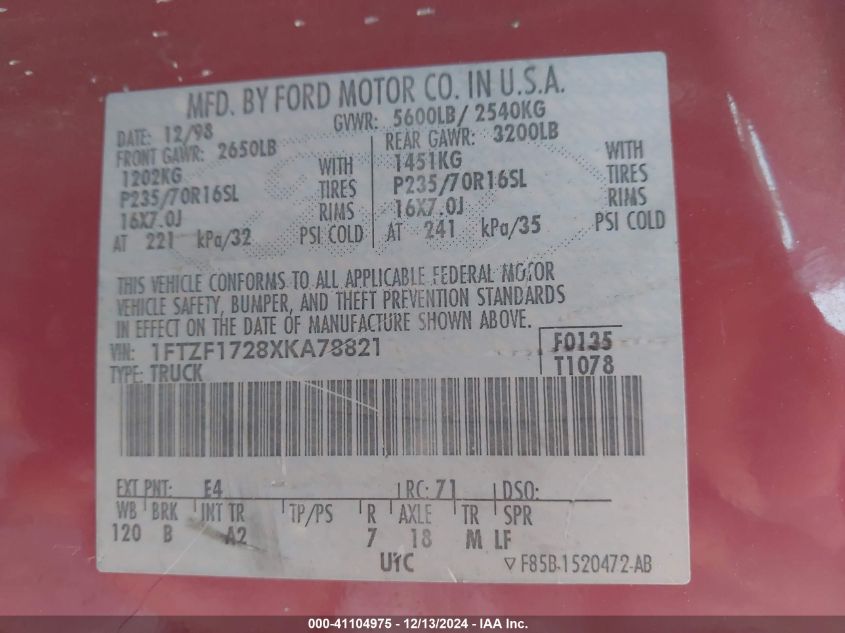 MFD. BY FORD MOTOR CO. IN U.S.A.
DATE: 12/98 GVWR: 5600LB/ 2540KG
FRONT GAWR: 2650LB REAR GAWR: 3200LB
1202KG WITH 1451KG WITH
P235/70R16SL TIRES P235/70R16SL TIRES
16X7.0J RIMS 16X7.0J RIMS
AT 221 kPa/32 PSI COLD AT 241 kPa/35 PSI COLD
THIS VEHICLE CONFORMS TO ALL APPLICABLE FEDERAL MOTOR
VEHICLE SAFETY, BUMPER, AND THEFT PREVENTION STANDARDS
IN EFFECT ON THE DATE OF MANUFACTURE SHOWN ABOVE.
VIN: 1FTZF1728XKA78821 F0135
TYPE: TRUCK T1078
EXT PNT: E4 RC: 71 DSO:
WB BRK INT TR TP/PS R AXLE TR SPR
120 B A2 7 18 M LF
UTC ▽F85B-1520472-AB
000-41104975 - 12/13/2024 - IAA Inc.